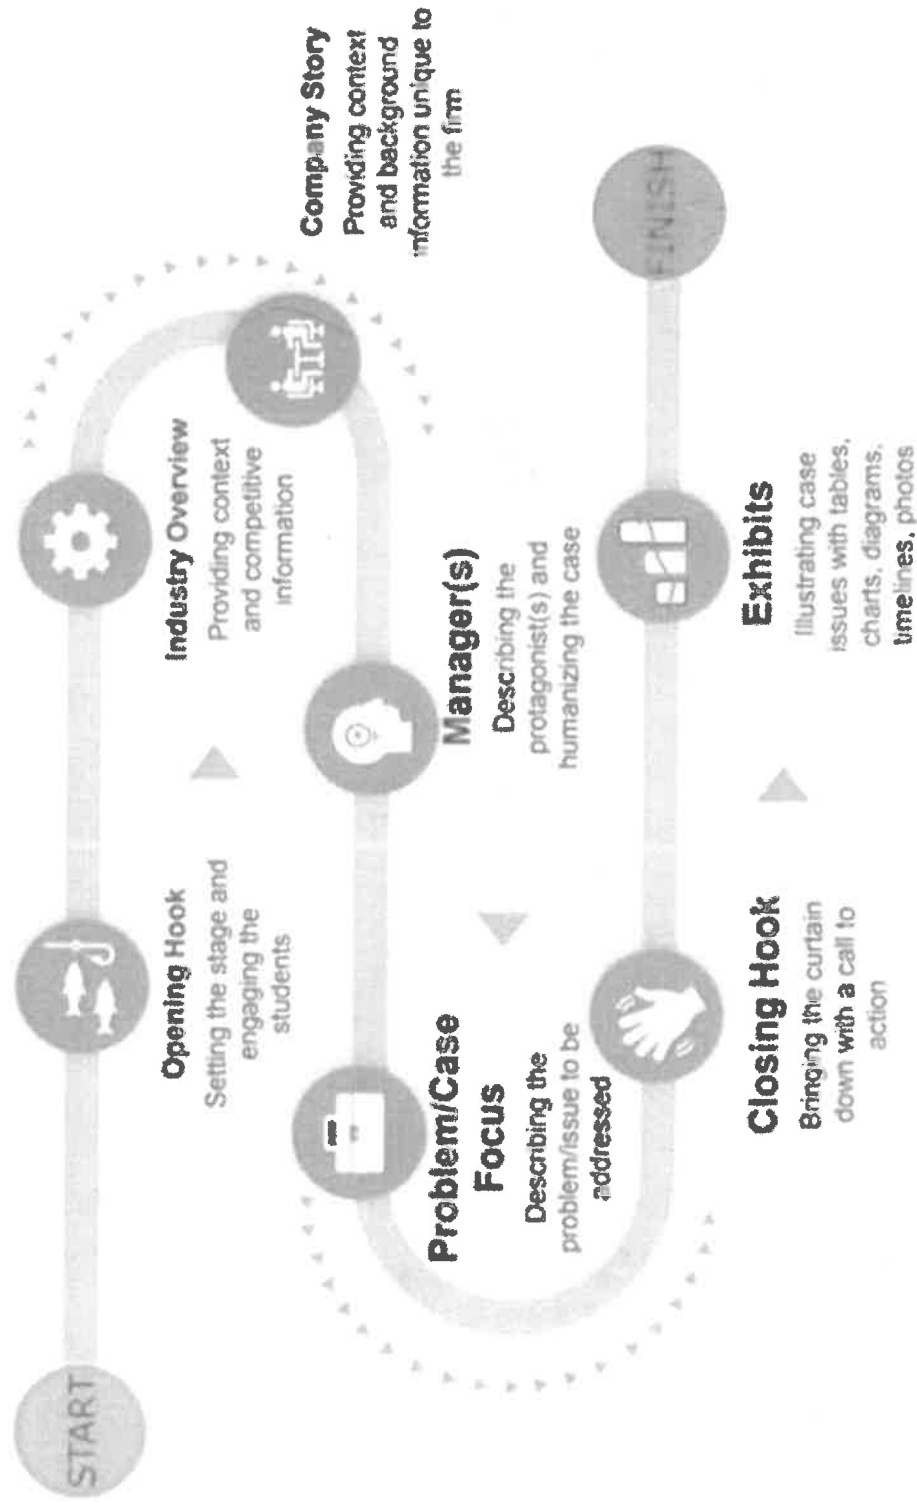 START
Opening Hook
Setting the stage and
engaging the
students
Industry Overview
Providing context
and competitive
information
Company Story
Providing context
and background
information unique to
the firm
Manager(s)
Describing the
protagonist(s) and
humanizing the case
Problem/Case
Focus
Describing the
problem/issue to be
addressed
Closing Hook
Bringing the curtain
down with a call to
action
Exhibits
Illustrating case
issues with tables,
charts, diagrams,
timelines, photos
FINISH